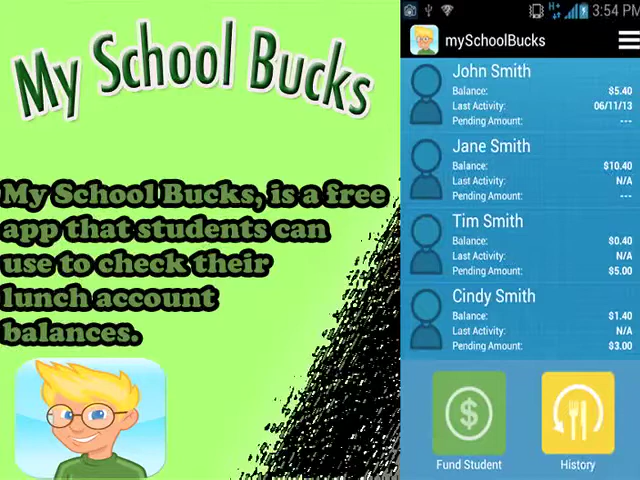 My School Bucks
My School Bucks, is a free
app that students can
use to check their
lunch account
balances.
3:54 PM
mySchoolBucks
John Smith
Balance: $5.40
Last Activity: 06/11/13
Pending Amount: ---
Jane Smith
Balance: $10.40
Last Activity: N/A
Pending Amount: ---
Tim Smith
Balance: $0.40
Last Activity: N/A
Pending Amount: $5.00
Cindy Smith
Balance: $1.40
Last Activity: N/A
Pending Amount: $3.00
$
Fund Student
History